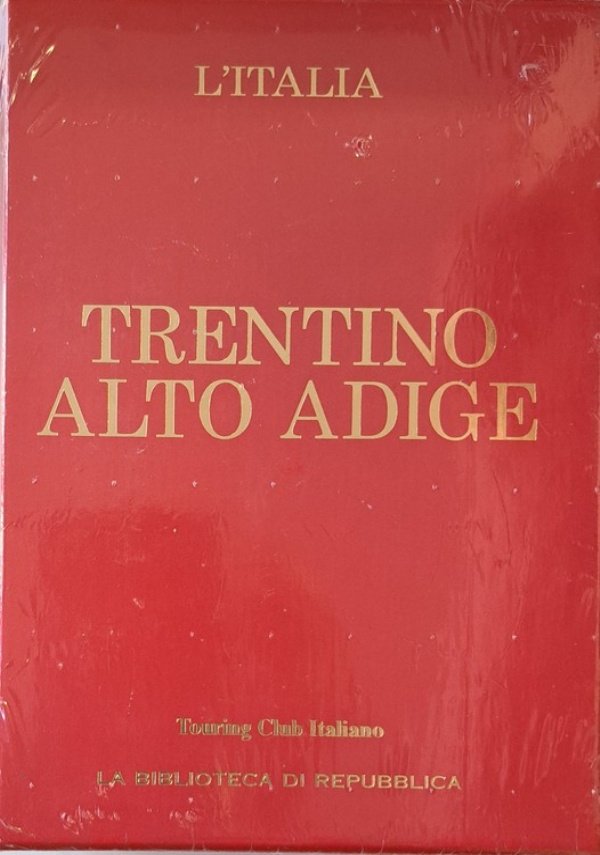 L'ITALIA
TRENTINO
ALTO ADIGE
Touring Club Italiano
LA BIBLIOTECA DI REPUBBLICA